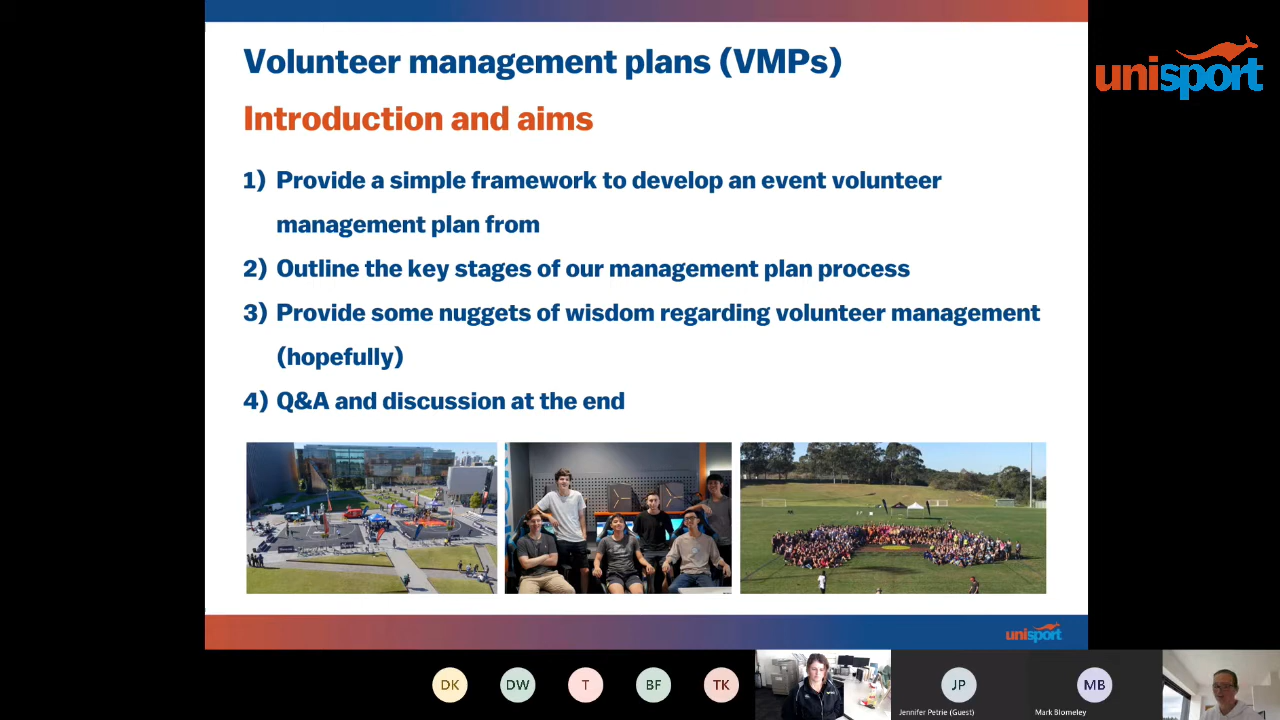 Volunteer management plans (VMPs)
unisport
Introduction and aims
1) Provide a simple framework to develop an event volunteer
management plan from
2) Outline the key stages of our management plan process
3) Provide some nuggets of wisdom regarding volunteer management
(hopefully)
4) Q&A and discussion at the end
unisport
DK DW T BF TK JP MB
Jennifer Petrie (Guest) Mark Blomeley